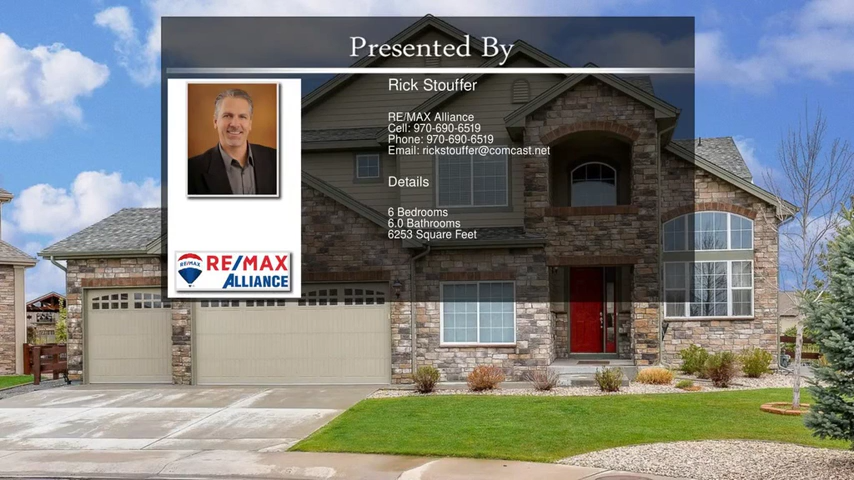 Presented By
Rick Stouffer
RE/MAX Alliance
Cell: 970-690-6519
Phone: 970-690-6519
Email: rickstouffer@comcast.net
Details
6 Bedrooms
6.0 Bathrooms
6253 Square Feet
RE/MAX
RE/MAX
ALLIANCE